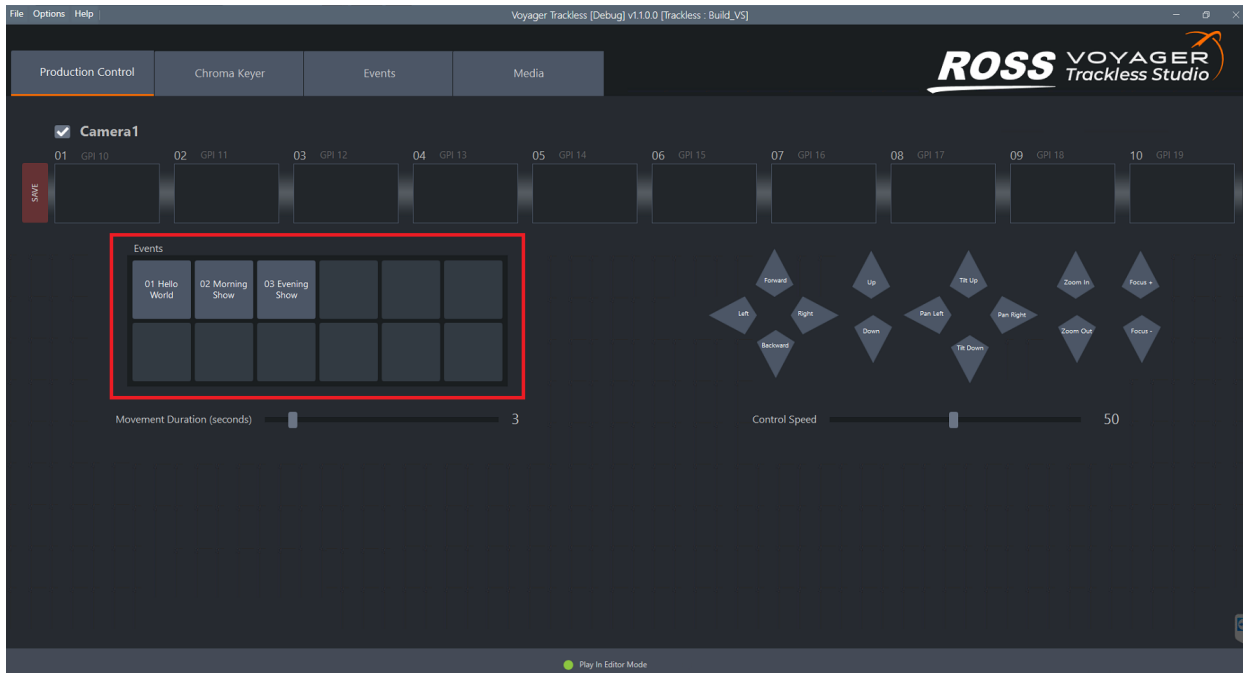 File Options Help
Voyager Trackless [Debug] v1.1.0.0 [Trackless : Build_VS]
Production Control
Chroma Keyer
Events
Media
ROSS VOYAGER
Trackless Studio
Camera1
01 GPI 10
02 GPI 11
03 GPI 12
04 GPI 13
05 GPI 14
06 GPI 15
07 GPI 16
08 GPI 17
09 GPI 18
10 GPI 19
SAVE
Events
01 Hello
World
02 Morning
Show
03 Evening
Show
Forward
Left
Right
Backward
Up
Down
Tilt Up
Pan Left
Pan Right
Tilt Down
Zoom In
Zoom Out
Focus +
Focus -
Movement Duration (seconds)
3
Control Speed
50
Play In Editor Mode